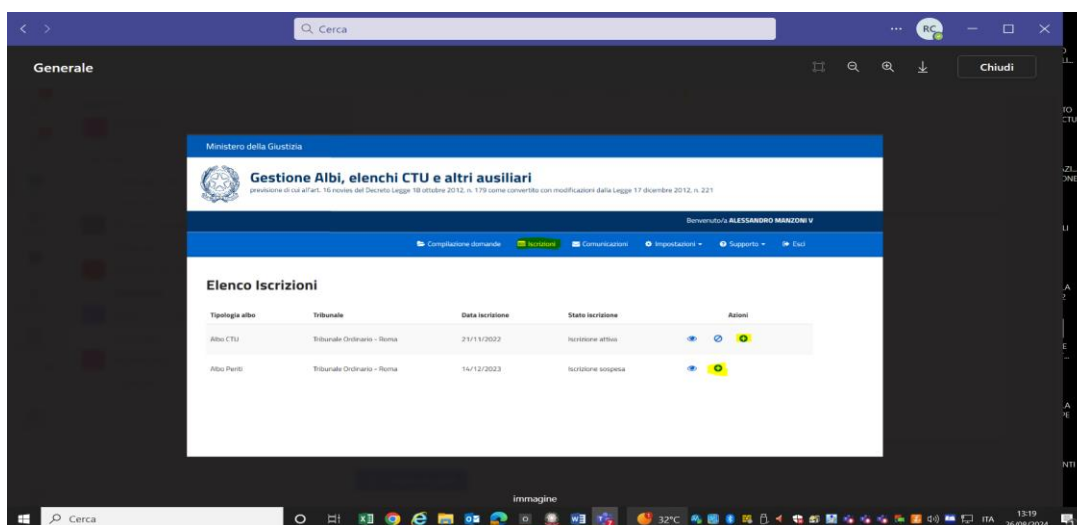 Cerca
RC
Generale
Chiudi
Ministero della Giustizia
Gestione Albi, elenchi CTU e altri ausiliari
previsione di cui all'art. 16 novies del Decreto Legge 18 ottobre 2012, n. 179 come convertito con modificazioni dalla Legge 17 dicembre 2012, n. 221
Benvenuto/a ALESSANDRO MANZONI V
Compilazione domande Iscrizioni Comunicazioni Impostazioni Supporto Esci
Elenco Iscrizioni
Tipologia albo Tribunale Data iscrizione Stato iscrizione Azioni
Albo CTU Tribunale Ordinario - Roma 21/11/2022 Iscrizione attiva
Albo Periti Tribunale Ordinario - Roma 14/12/2023 Iscrizione sospesa
immagine
Cerca 32°C ITA 13:19
26/08/2024